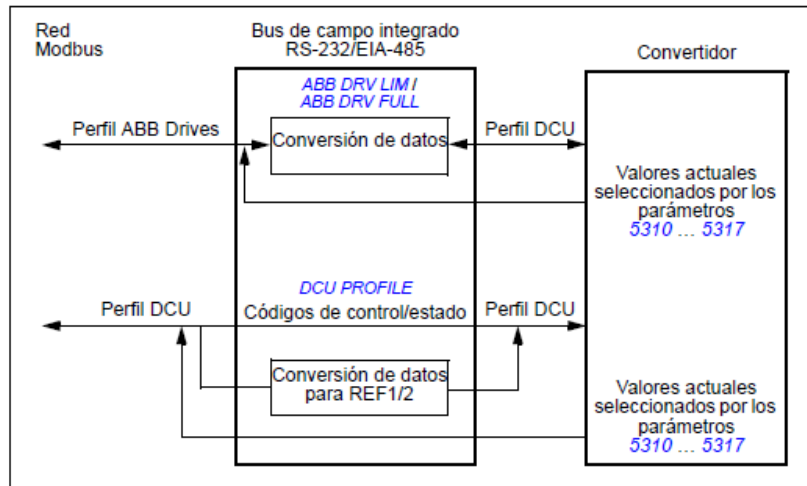 Red
Modbus
Bus de campo integrado
RS-232/EIA-485
Convertidor
ABB DRV LIM /
ABB DRV FULL
Perfil ABB Drives
Conversión de datos
Perfil DCU
Valores actuales
seleccionados por los
parámetros
5310 ... 5317
DCU PROFILE
Perfil DCU
Códigos de control/estado
Perfil DCU
Conversión de datos
para REF1/2
Valores actuales
seleccionados por los
parámetros
5310 ... 5317